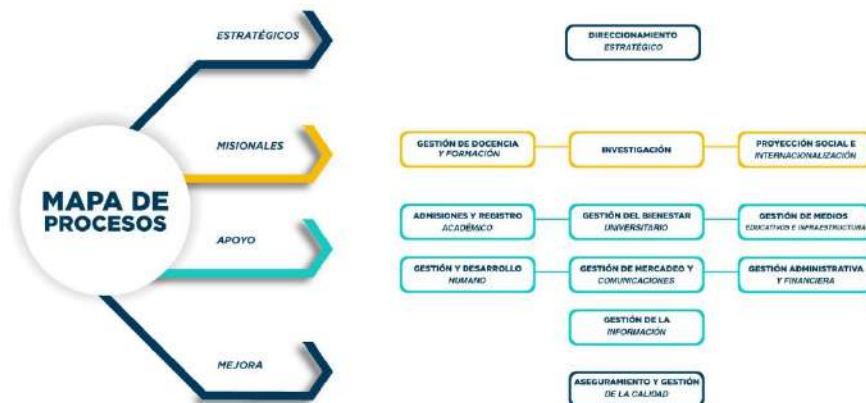 ESTRATÉGICOS
DIRECCIONAMIENTO
ESTRATÉGICO
MISIONALES
GESTIÓN DE DOCENCIA
Y FORMACIÓN
INVESTIGACIÓN
PROYECCIÓN SOCIAL E
INTERNACIONALIZACIÓN
MAPA DE
PROCESOS
APOYO
ADMISIONES Y REGISTRO
ACADÉMICO
GESTIÓN DEL BIENESTAR
UNIVERSITARIO
GESTIÓN DE MEDIOS
EDUCATIVOS E INFRAESTRUCTURA
GESTIÓN Y DESARROLLO
HUMANO
GESTIÓN DE MERCADEO Y
COMUNICACIONES
GESTIÓN ADMINISTRATIVA
Y FINANCIERA
GESTIÓN DE LA
INFORMACIÓN
MEJORA
ASEGURAMIENTO Y GESTIÓN
DE LA CALIDAD